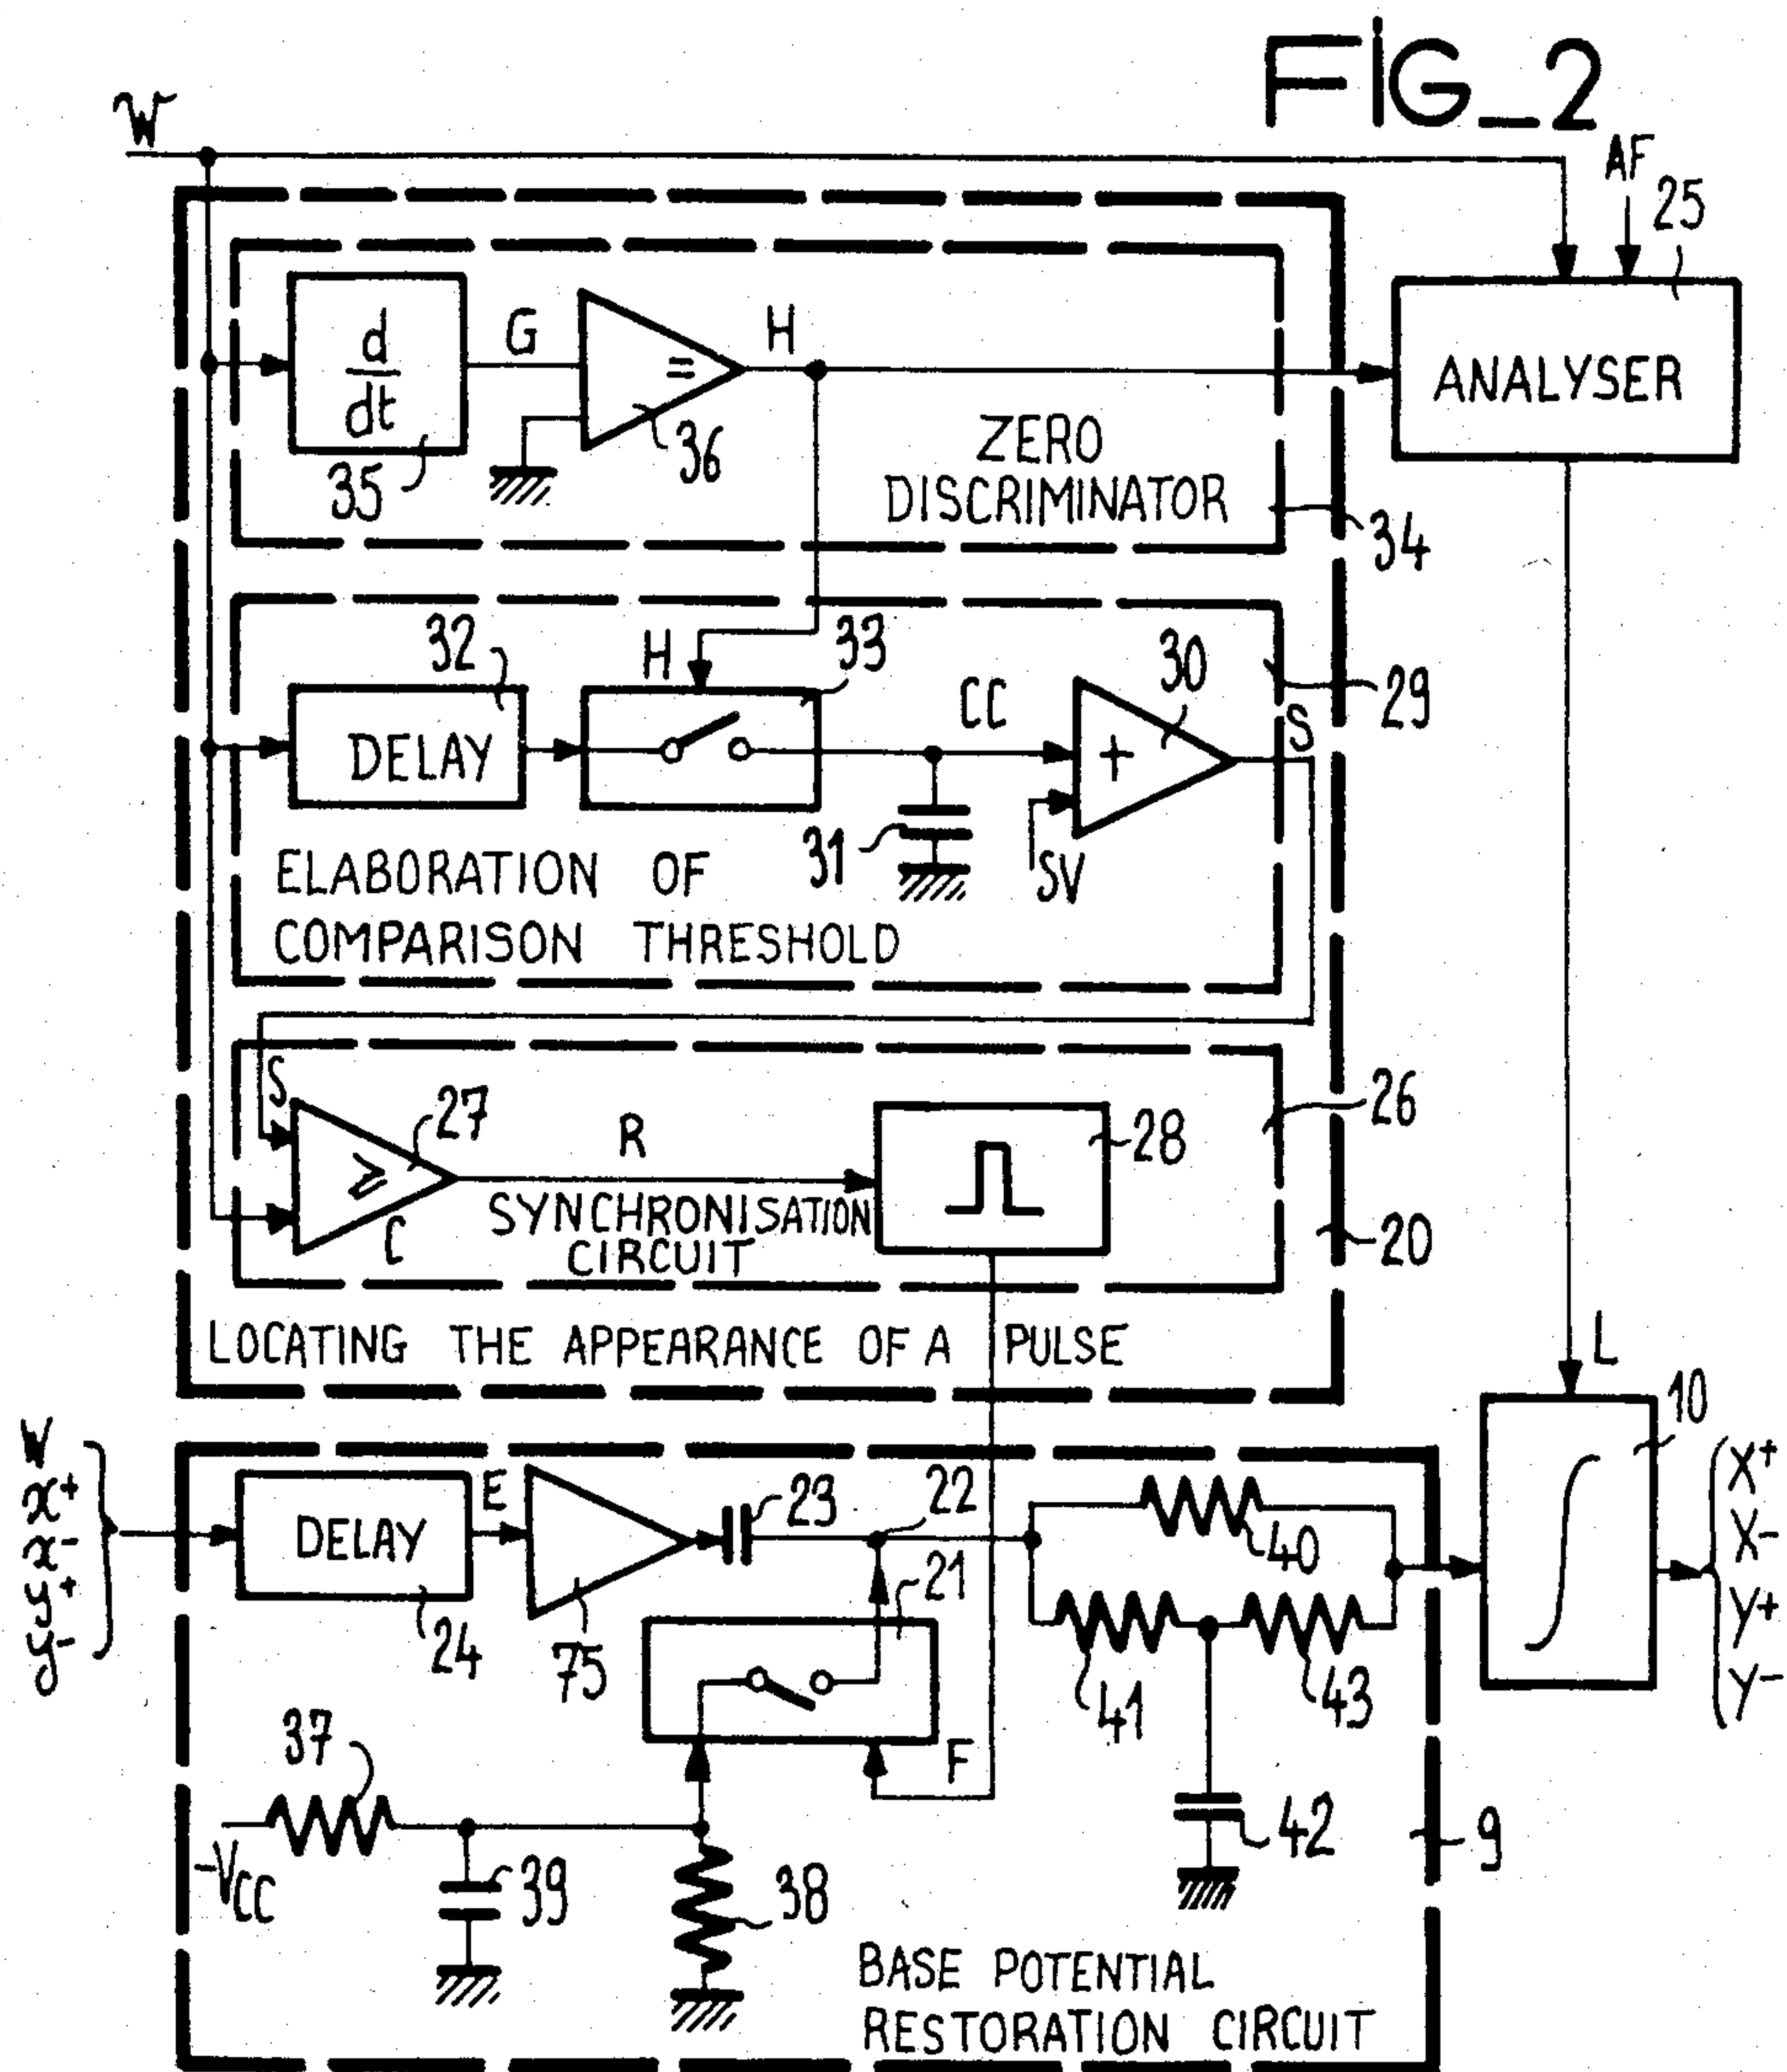 FIG_2
W
AF
25
d
dt
G
=
H
ANALYSER
35
36
ZERO
DISCRIMINATOR
34
32
H
33
30
CC
29
S
DELAY
+
31
SV
ELABORATION OF
COMPARISON THRESHOLD
S
27
R
28
26
≥
C
SYNCHRONISATION
CIRCUIT
20
LOCATING THE APPEARANCE OF A PULSE
L
10
W
x+
x-
y+
y-
DELAY
E
24
75
23
22
21
40
41
43
X+
X-
Y+
Y-
37
F
-VCC
39
38
42
9
BASE POTENTIAL
RESTORATION CIRCUIT